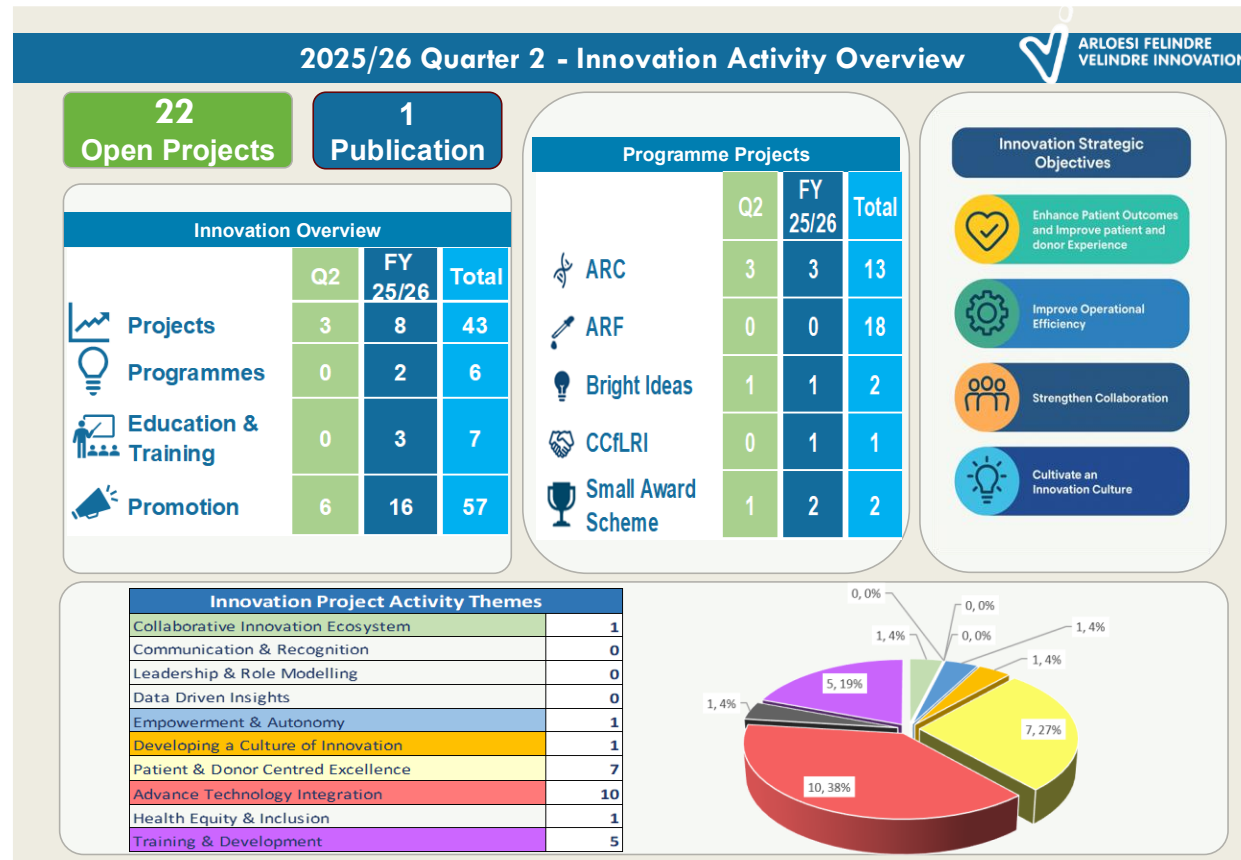 2025/26 Quarter 2 - Innovation Activity Overview
ARLOESI FELINDRE
VELINDRE INNOVATION
22
Open Projects
1
Publication
Innovation Overview
Q2
FY
25/26
Total
Projects 3 8 43
Programmes 0 2 6
Education &
Training
0 3 7
Promotion 6 16 57
Programme Projects
Q2
FY
25/26
Total
ARC 3 3 13
ARF 0 0 18
Bright Ideas 1 1 2
CCfLRI 0 1 1
Small Award
Scheme
1 2 2
Innovation Strategic
Objectives
Enhance Patient Outcomes
and Improve patient and
donor Experience
Improve Operational
Efficiency
Strengthen Collaboration
Cultivate an
Innovation Culture
Innovation Project Activity Themes
Collaborative Innovation Ecosystem 1
Communication & Recognition 0
Leadership & Role Modelling 0
Data Driven Insights 0
Empowerment & Autonomy 1
Developing a Culture of Innovation 1
Patient & Donor Centred Excellence 7
Advance Technology Integration 10
Health Equity & Inclusion 1
Training & Development 5
0, 0%
0, 0%
1, 4%
1, 4%
0, 0%
1, 4%
5, 19%
1, 4%
7, 27%
10, 38%